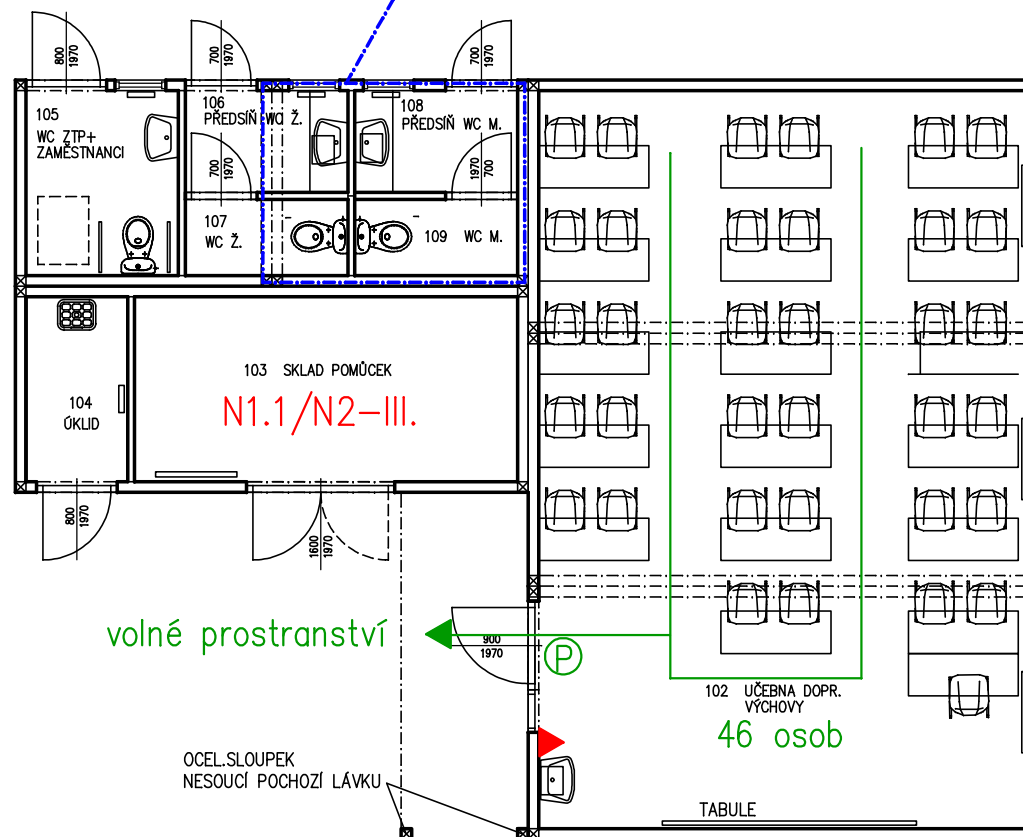 800
1970
700
1970
700
1970
105
WC ZTP+
ZAMĚSTNANCI
106
PŘEDSÍŇ WC Ž.
108
PŘEDSÍŇ WC M.
700
1970
1970
700
107
WC Ž.
109 WC M.
103 SKLAD POMŮCEK
N1.1/N2-III.
104
ÚKLID
800
1970
1600
1970
volné prostranství
900
1970
P
102 UČEBNA DOPR.
VÝCHOVY
46 osob
OCEL.SLOUPEK
NESOUCÍ POCHOZÍ LÁVKU
TABULE